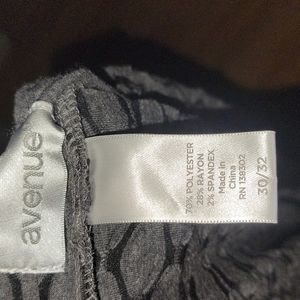 avenue
70% POLYESTER
28% RAYON
2% SPANDEX
Made in
China
RN 138302
30/32